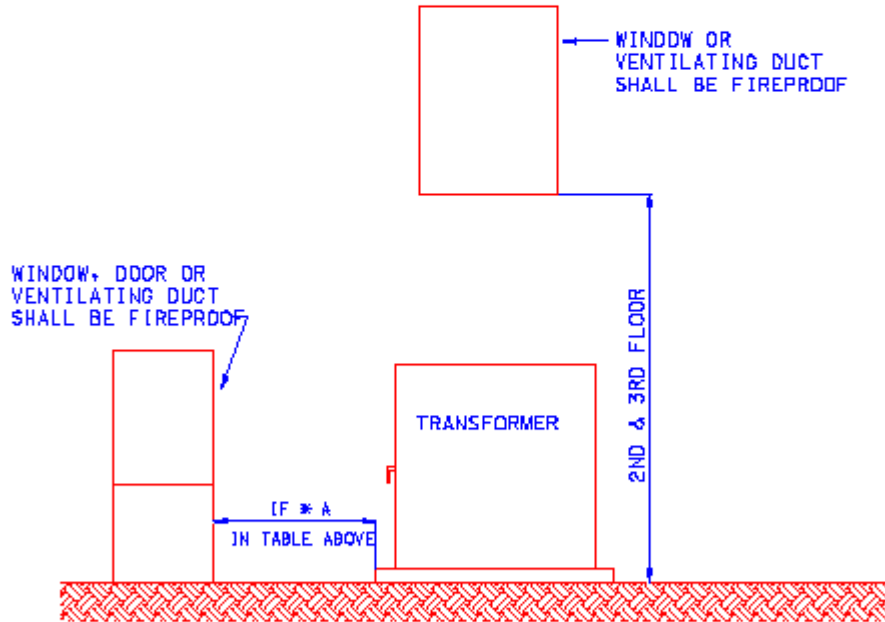 WINDOW OR
VENTILATING DUCT
SHALL BE FIREPROOF
WINDOW, DOOR OR
VENTILATING DUCT
SHALL BE FIREPROOF
2ND & 3RD FLOOR
TRANSFORMER
IF * A
IN TABLE ABOVE